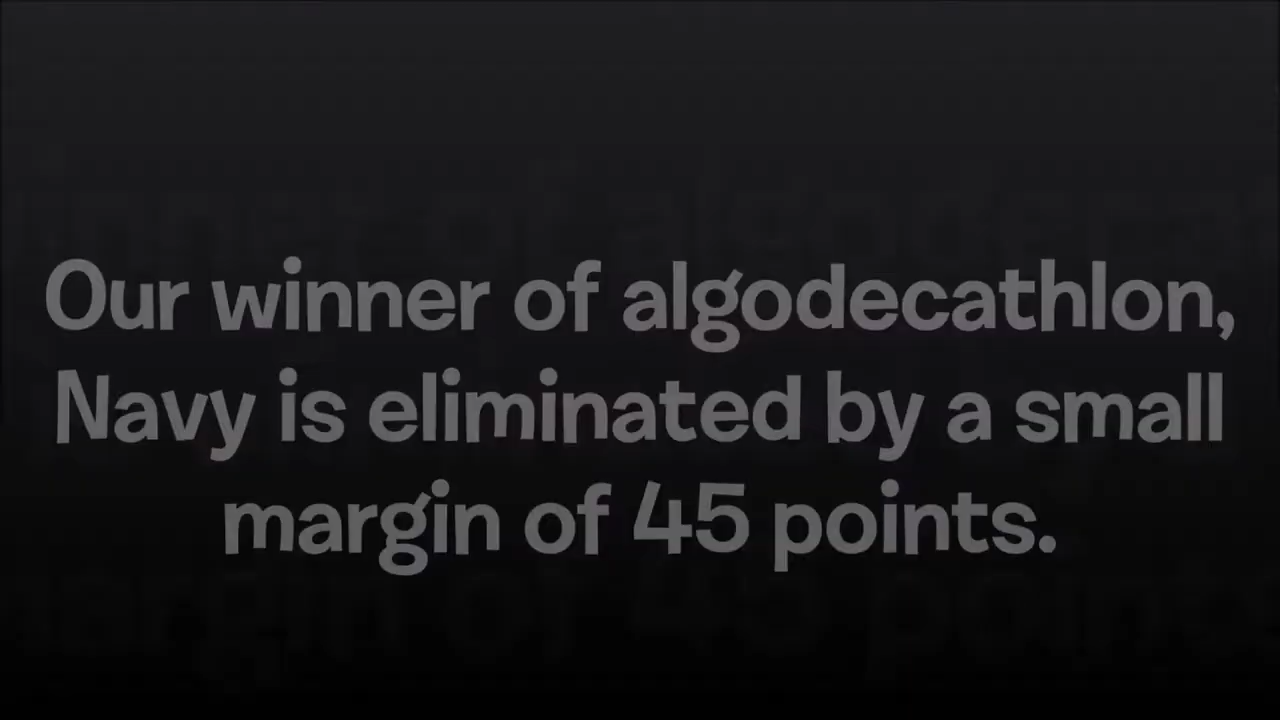 Our winner of algodecathlon,
Navy is eliminated by a small
margin of 45 points.